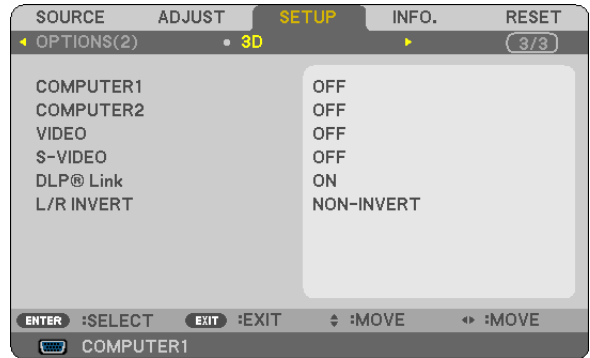 SOURCE ADJUST SETUP INFO. RESET
OPTIONS(2) • 3D 3/3
COMPUTER1 OFF
COMPUTER2 OFF
VIDEO OFF
S-VIDEO OFF
DLP® Link ON
L/R INVERT NON-INVERT
ENTER :SELECT EXIT :EXIT :MOVE :MOVE
COMPUTER1